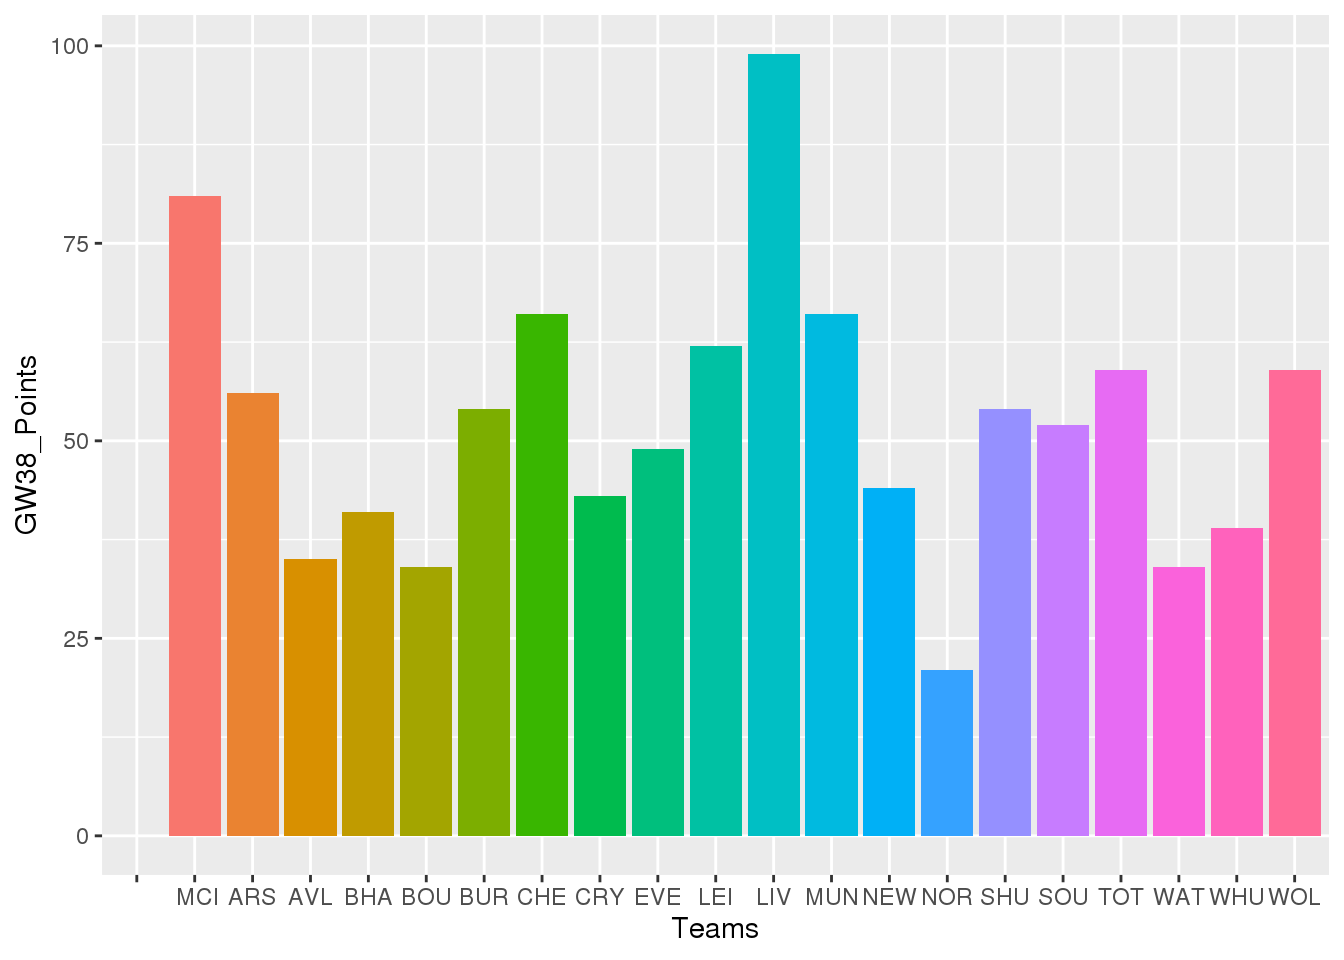 100
75
50
25
0
GW38_Points
MCI ARS AVL BHA BOU BUR CHE CRY EVE LEI LIV MUN NEW NOR SHU SOU TOT WAT WHU WOL
Teams